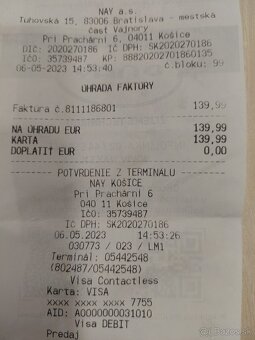 NAY a.s.
Tuhovská 15, 83006 Bratislava - mestská
časť Vajnory
Pri Prachárni 6, 04011 Košice
DIČ: 2020270186 IČ DPH: SK2020270186
IČO: 35739487 KP: 88820202701860135
06-05-2023 14:53:40 č.bloku: 99
ÚHRADA FAKTÚRY
Faktúra č.8111186801 139,99
NA ÚHRADU EUR 139,99
KARTA 139,99
DOPLATIŤ EUR 0,00
POTVRDENIE Z TERMINALU
NAY KOŠICE
Pri Prachárni 6
040 11 Košice
IČO: 35739487
IČ DPH: SK2020270186
06.05.2023 14:53:26
030773 / 023 / LM1
Terminál: 05442548
(802487/05442548)
Visa Contactless
Karta: VISA
xxxx xxxx xxxx 7755
AID: A0000000031010
Visa DEBIT
Predaj